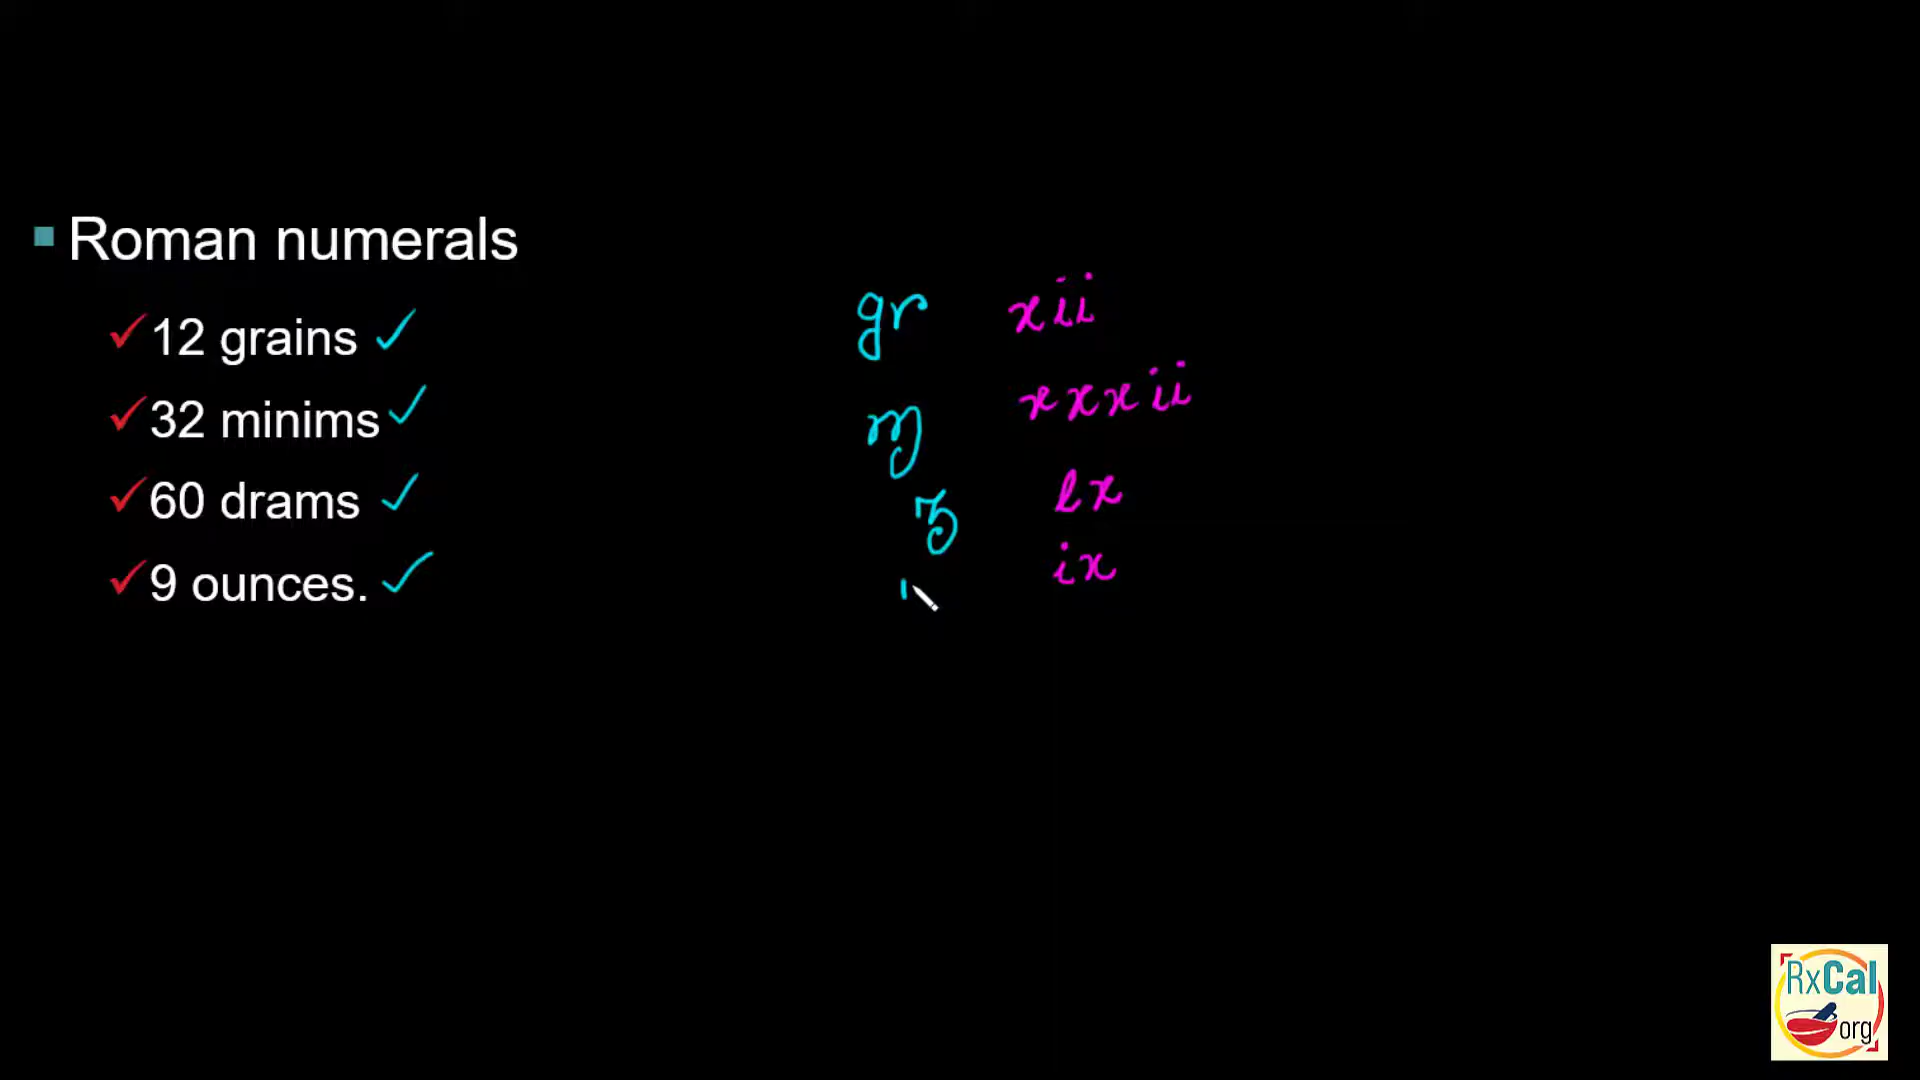 Roman numerals
12 grains
32 minims
60 drams
9 ounces.
gr xii
♏ xxxii
ʒ lx
ix
RxCal
org